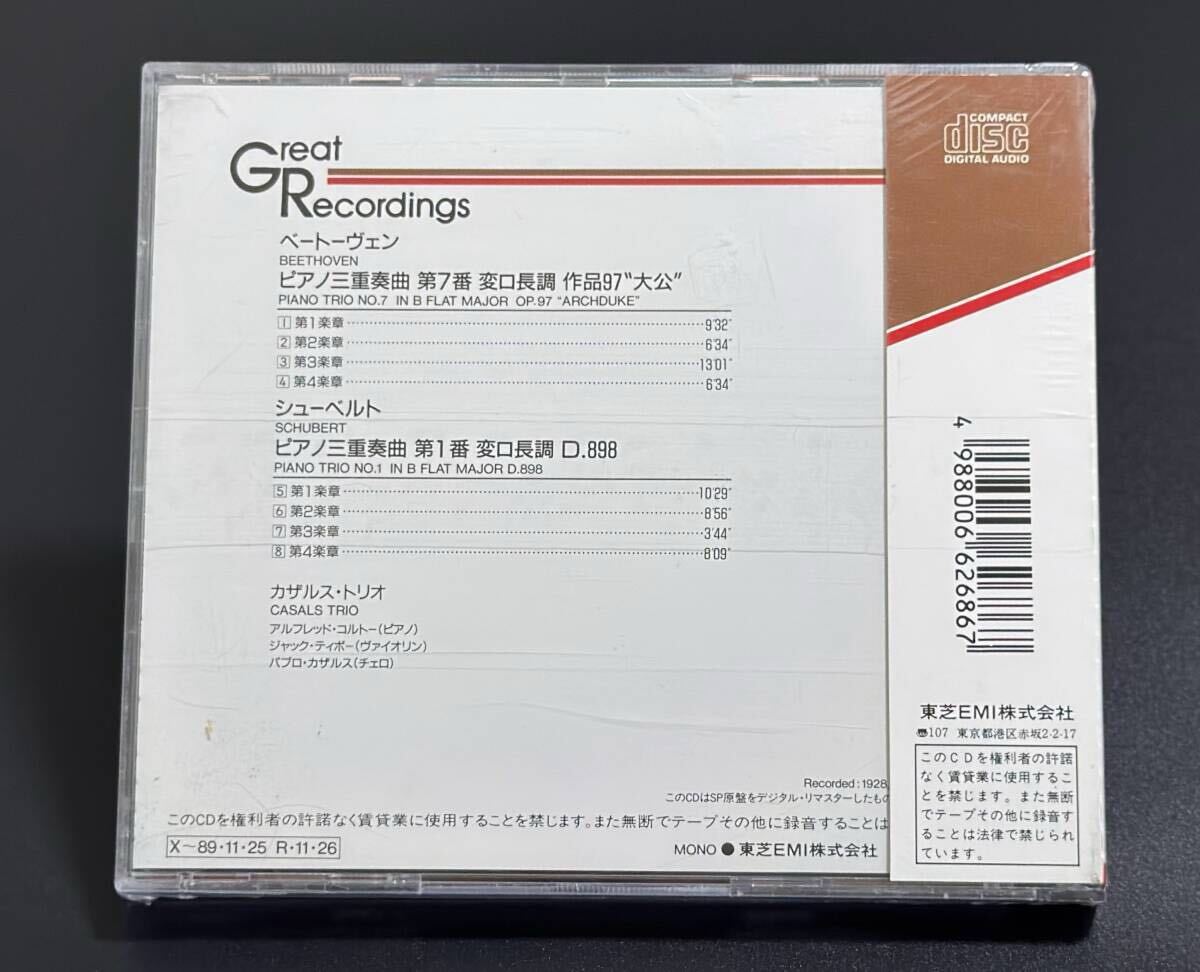 Great
Recordings
ベートーヴェン
BEETHOVEN
ピアノ三重奏曲 第7番 変ロ長調 作品97"大公"
PIANO TRIO NO.7 IN B FLAT MAJOR OP.97 "ARCHDUKE"
1 第1楽章 9'32"
2 第2楽章 6'34"
3 第3楽章 13'01"
4 第4楽章 6'34"
シューベルト
SCHUBERT
ピアノ三重奏曲 第1番 変ロ長調 D.898
PIANO TRIO NO.1 IN B FLAT MAJOR D.898
5 第1楽章 10'29"
6 第2楽章 8'56"
7 第3楽章 3'44"
8 第4楽章 8'09"
カザルス・トリオ
CASALS TRIO
アルフレッド・コルトー(ピアノ)
ジャック・ティボー(ヴァイオリン)
パブロ・カザルス(チェロ)
Recorded:1928,
このCDはSP原盤をデジタル・リマスターしたもの
このCDを権利者の許諾なく賃貸業に使用することを禁じます。また無断でテープその他に録音することは
X〜89・11・25 R・11・26
MONO ● 東芝EMI株式会社
COMPACT
disc
DIGITAL AUDIO
4 988006 626867
東芝EMI株式会社
〠107 東京都港区赤坂2-2-17
このCDを権利者の許諾
なく賃貸業に使用するこ
とを禁じます。また無断
でテープその他に録音す
ることは法律で禁じられ
ています。